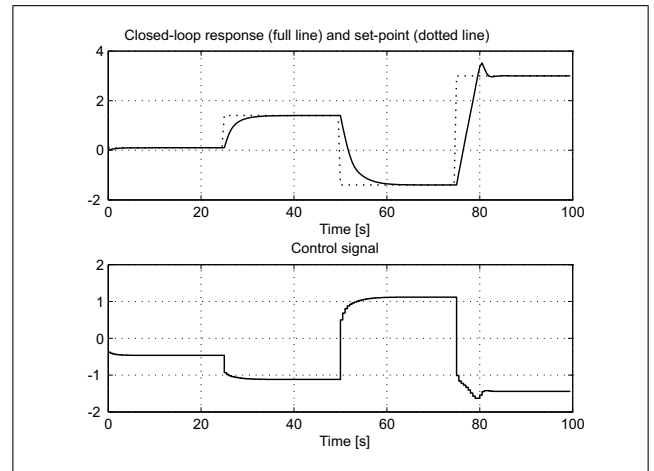 Closed-loop response (full line) and set-point (dotted line)
4
2
0
-2
0 20 40 60 80 100
Time [s]
Control signal
2
1
0
-1
-2
0 20 40 60 80 100
Time [s]